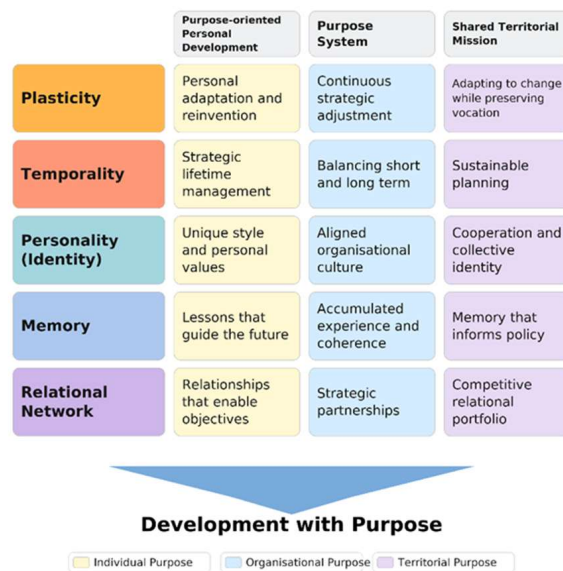 Purpose-oriented
Personal
Development
Purpose
System
Shared Territorial
Mission
Plasticity
Personal
adaptation and
reinvention
Continuous
strategic
adjustment
Adapting to change
while preserving
vocation
Temporality
Strategic
lifetime
management
Balancing short
and long term
Sustainable
planning
Personality
(Identity)
Unique style
and personal
values
Aligned
organisational
culture
Cooperation and
collective
identity
Memory
Lessons that
guide the future
Accumulated
experience and
coherence
Memory that
informs policy
Relational
Network
Relationships
that enable
objectives
Strategic
partnerships
Competitive
relational
portfolio
Development with Purpose
Individual Purpose
Organisational Purpose
Territorial Purpose